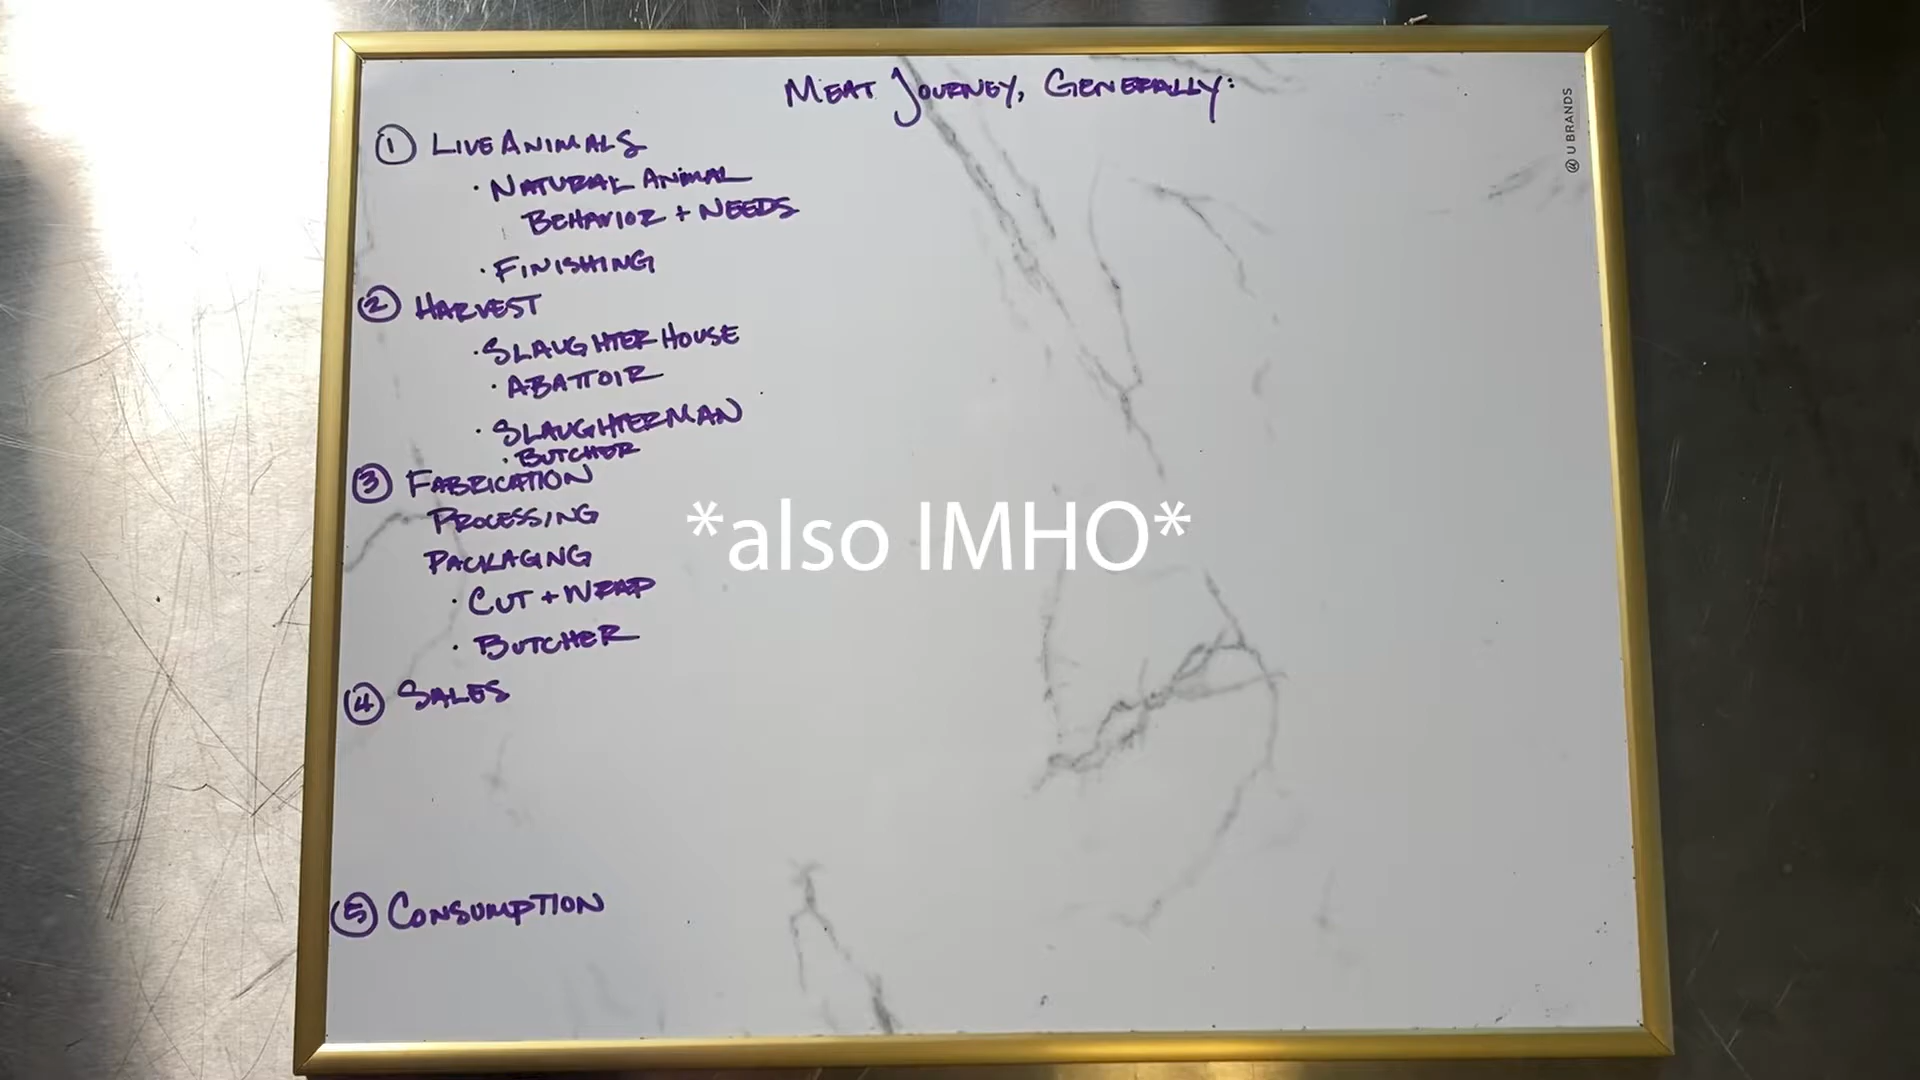 MEAT JOURNEY, GENERALLY:
① LIVE ANIMALS
· NATURAL ANIMAL
BEHAVIOR + NEEDS
· FINISHING
② HARVEST
· SLAUGHTER HOUSE
· ABATTOIR
· SLAUGHTERMAN
· BUTCHER
③ FABRICATION
PROCESSING
PACKAGING
· CUT + WRAP
· BUTCHER
④ SALES
⑤ CONSUMPTION
*also IMHO*
U BRANDS